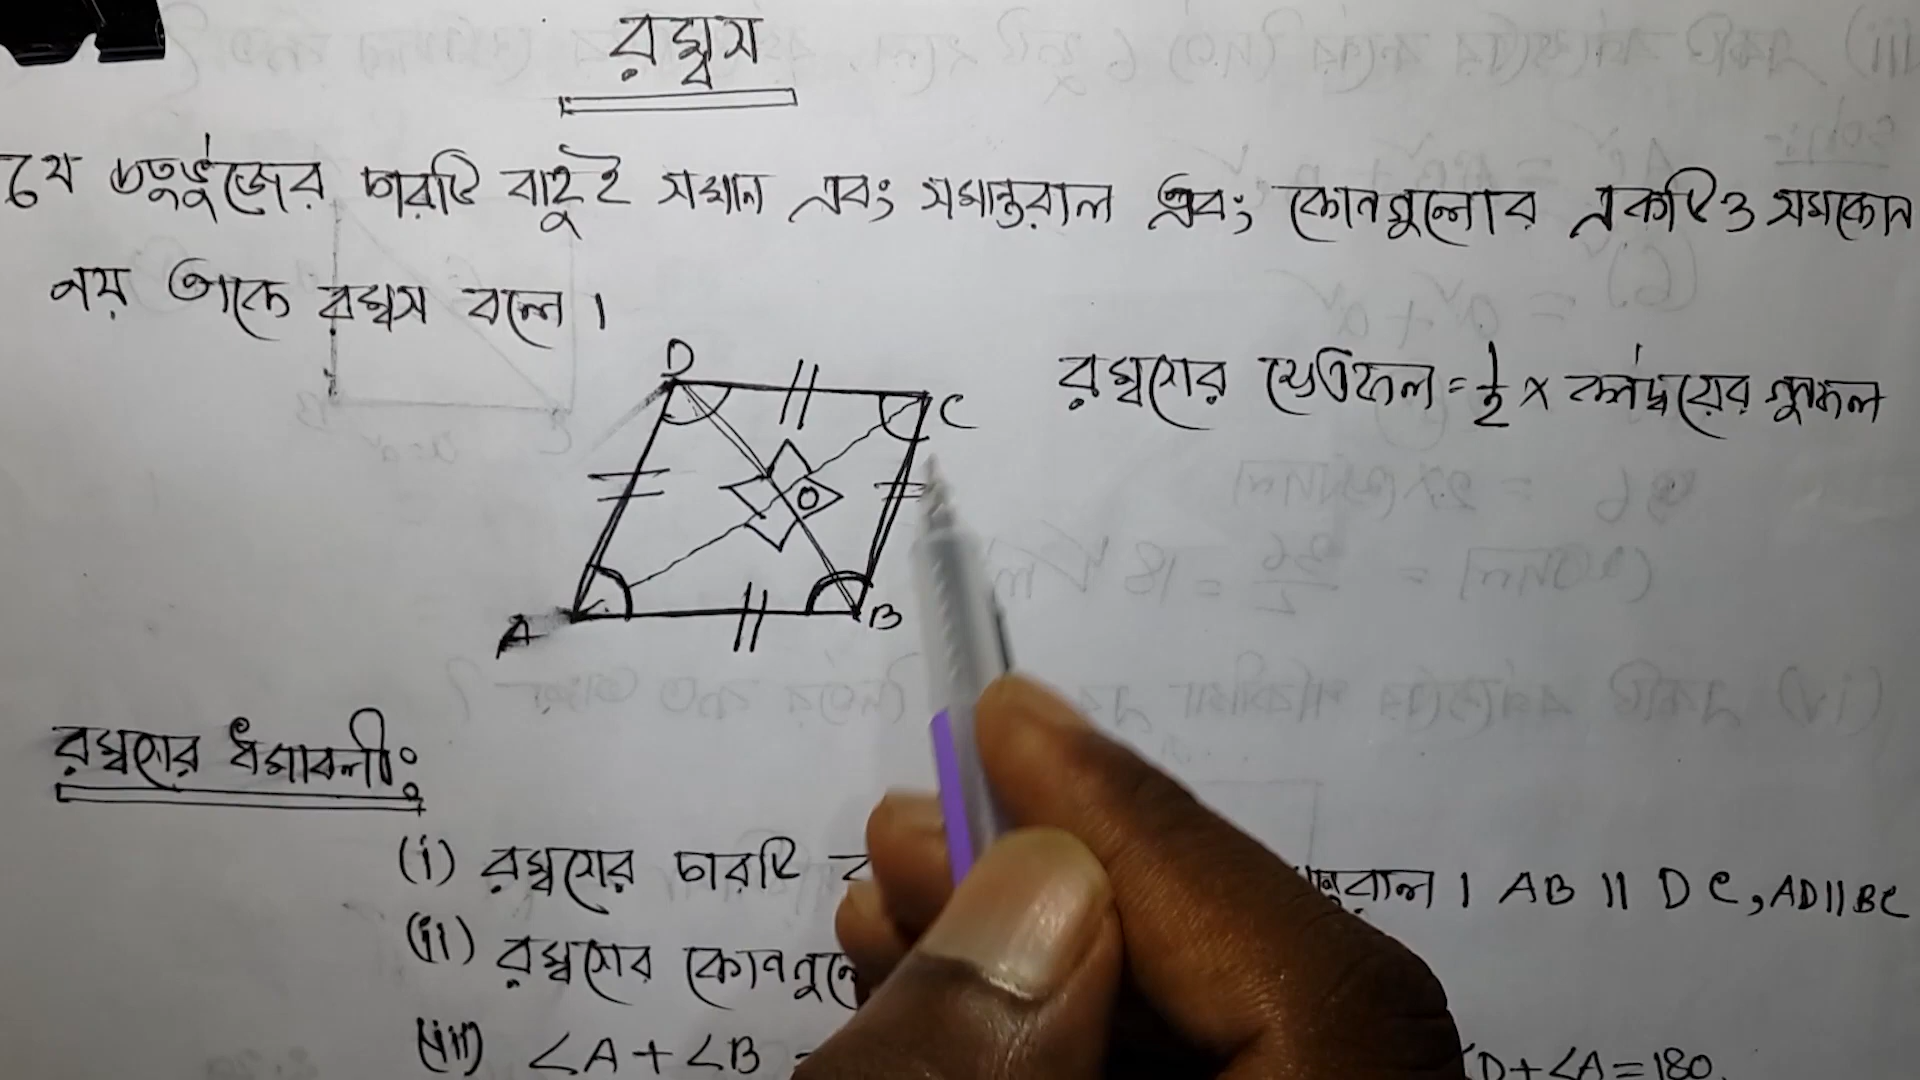 রম্বস
যে চতুর্ভুজের চারটি বাহুই সমান এবং সমান্তরাল এবং কোনগুলোর একটিও সমকোন
নয় তাকে রম্বস বলে।
D
C
রম্বসের ক্ষেত্রফল = 1/2 × কর্ণদ্বয়ের গুনফল
O
A
B
রম্বসের ধর্মাবলী:
(i) রম্বসের চারটি । AB || DC, AD || BC
(ii) রম্বসের
(iii) ∠A + ∠B ∠D + ∠A = 180.